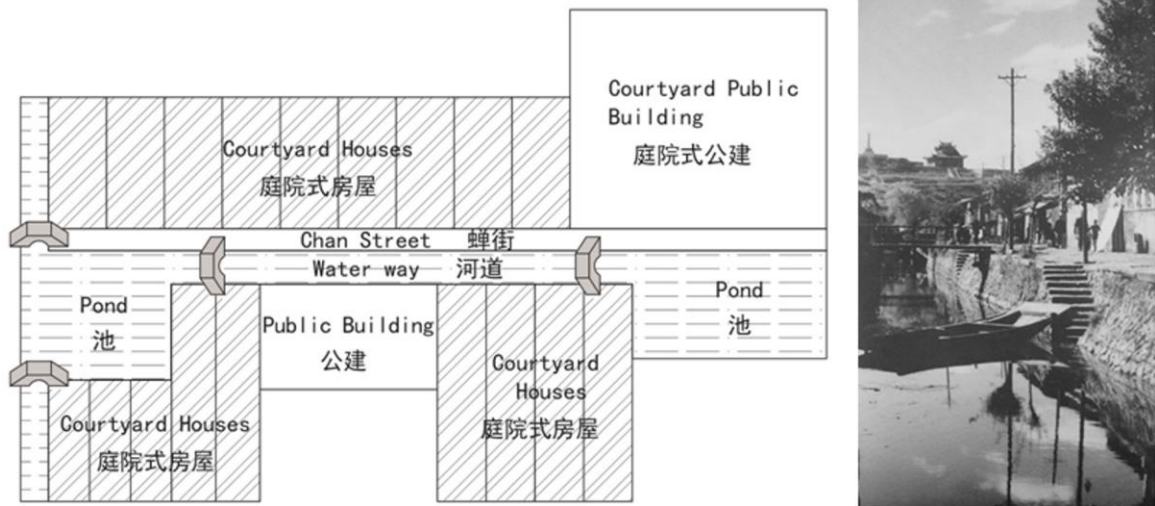 Courtyard Public
Building
庭院式公建
Courtyard Houses
庭院式房屋
Chan Street 蝉街
Water way 河道
Pond
池
Pond
池
Public Building
公建
Courtyard
Houses
庭院式房屋
Courtyard Houses
庭院式房屋